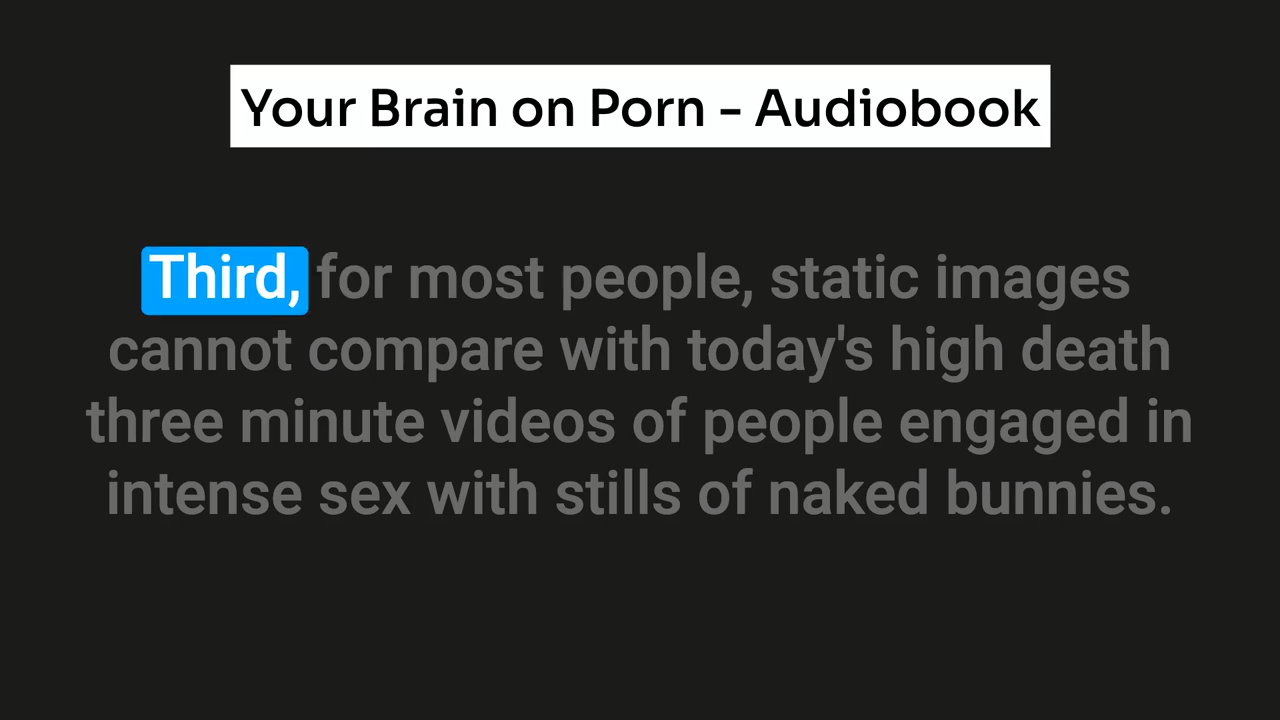 Your Brain on Porn - Audiobook
Third, for most people, static images
cannot compare with today's high death
three minute videos of people engaged in
intense sex with stills of naked bunnies.